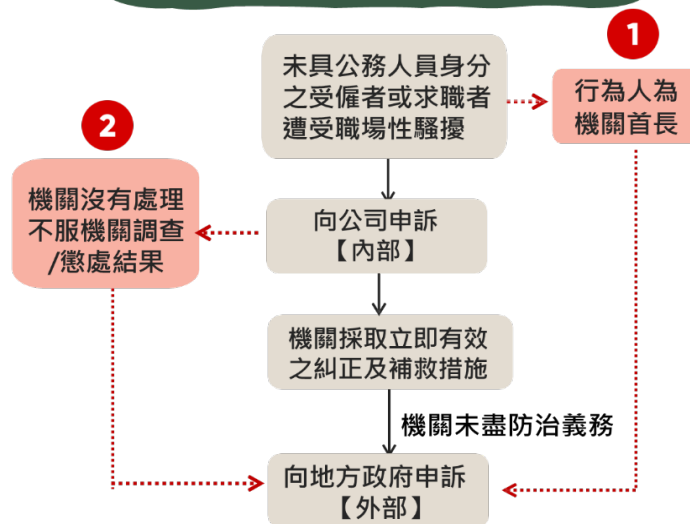 1
未具公務人員身分
之受僱者或求職者
遭受職場性騷擾
行為人為
機關首長
2
機關沒有處理
不服機關調查
/懲處結果
向公司申訴
【內部】
機關採取立即有效
之糾正及補救措施
機關未盡防治義務
向地方政府申訴
【外部】